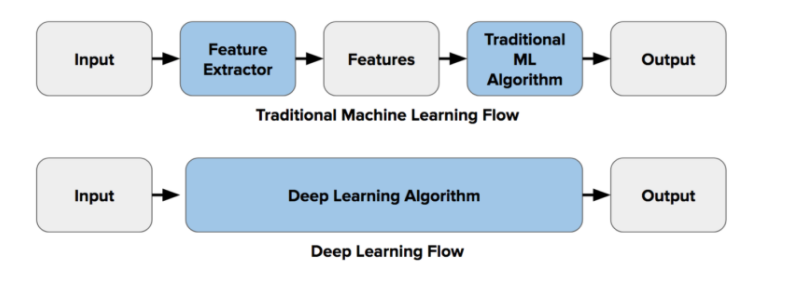 Input
Feature
Extractor
Features
Traditional
ML
Algorithm
Output
Traditional Machine Learning Flow
Input
Deep Learning Algorithm
Output
Deep Learning Flow